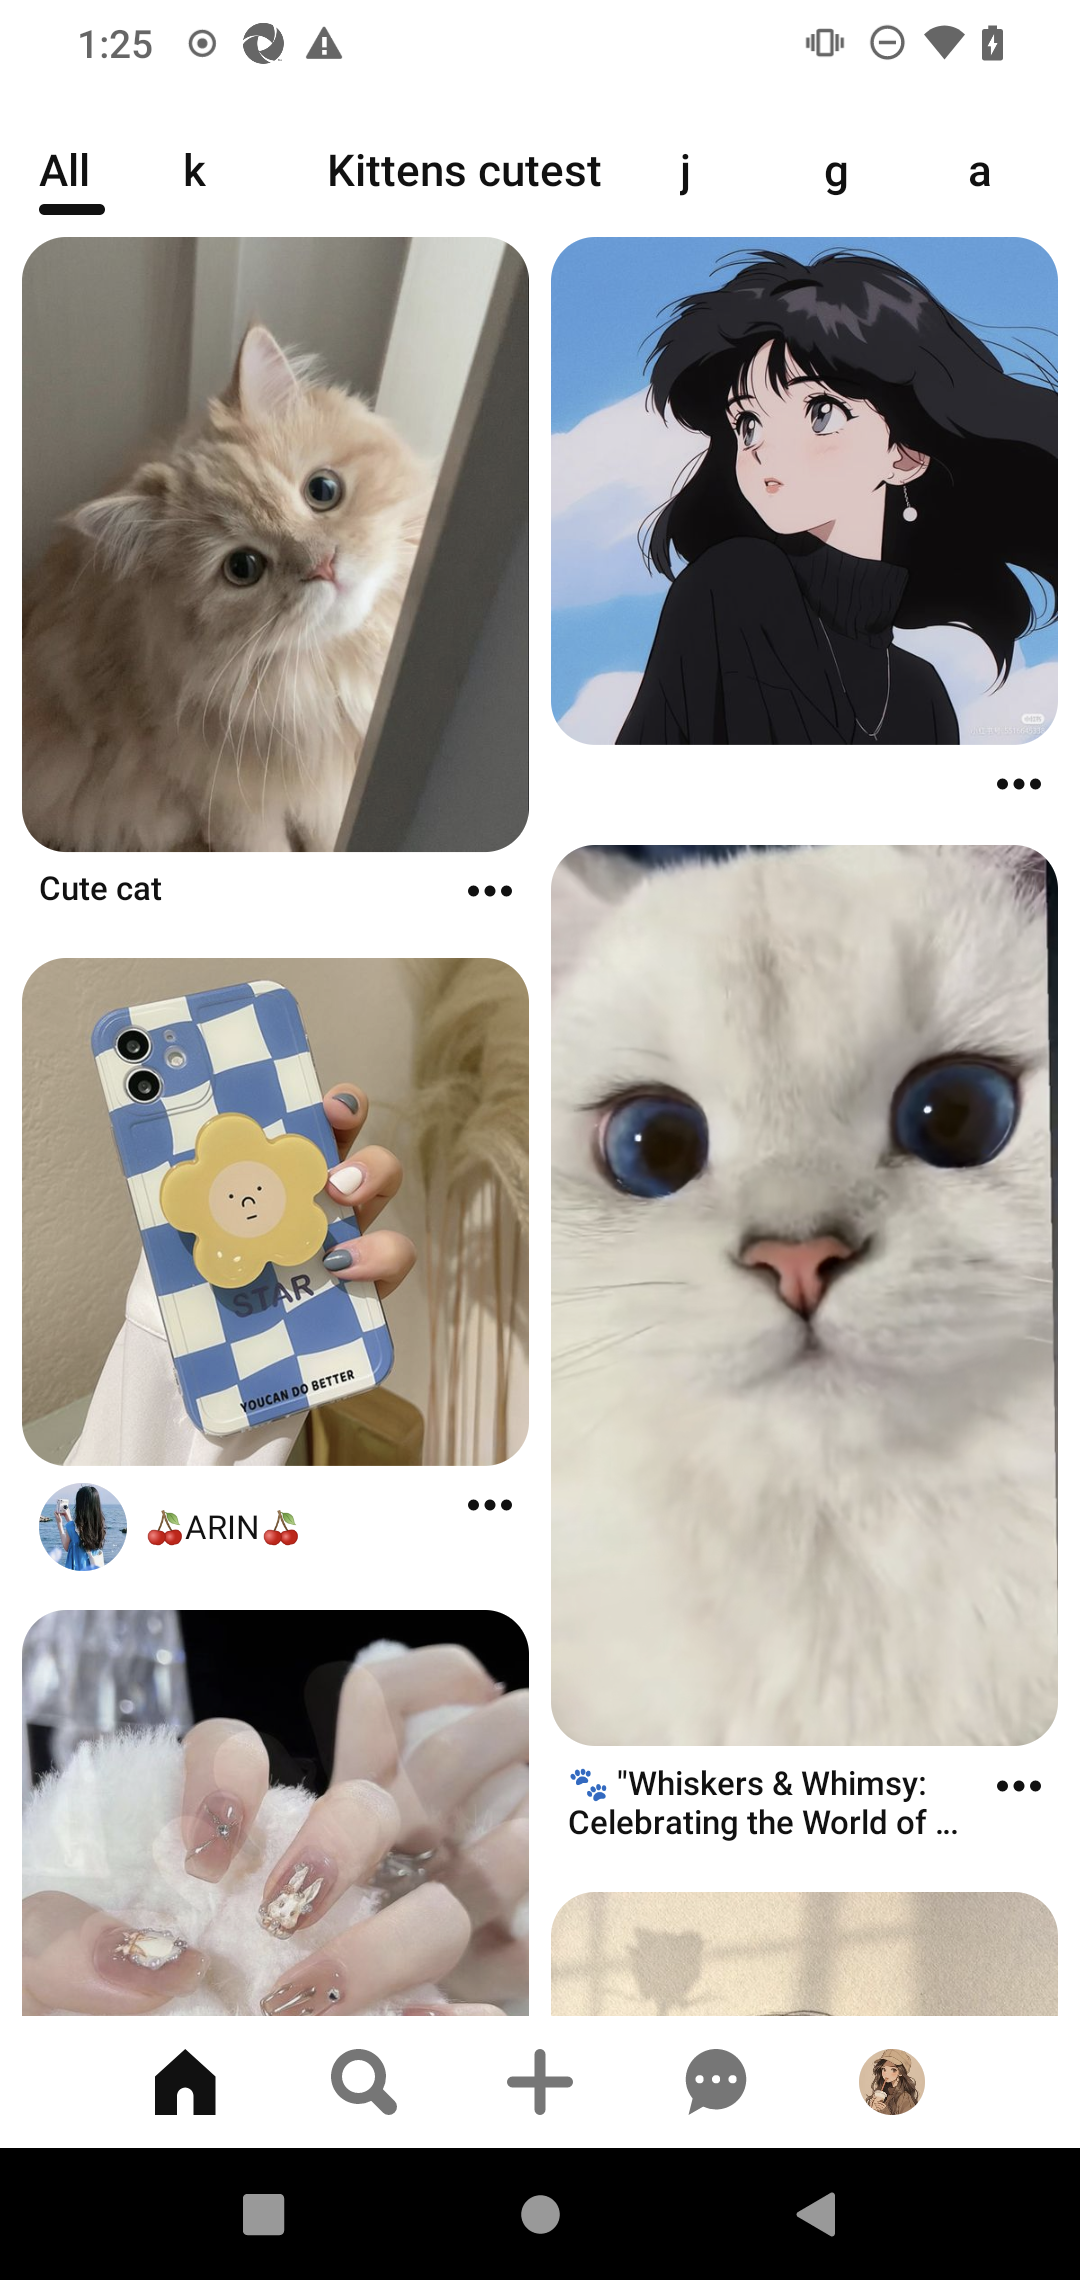 1:25
All k Kittens cutest j g a
Cute cat
STAR
YOUCAN DO BETTER
🍒ARIN🍒
🐾 "Whiskers & Whimsy:
Celebrating the World of ...